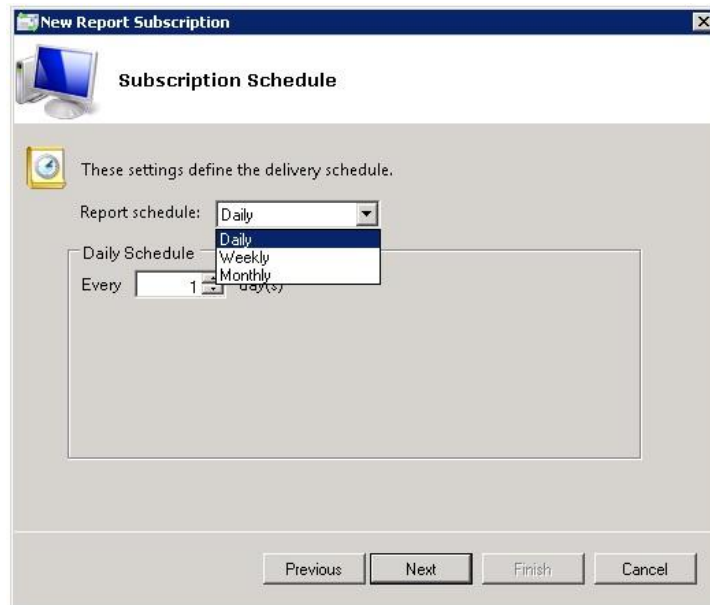 New Report Subscription
Subscription Schedule
These settings define the delivery schedule.
Report schedule: Daily
Daily
Weekly
Monthly
Daily Schedule
Every 1 day(s)
Previous Next Finish Cancel